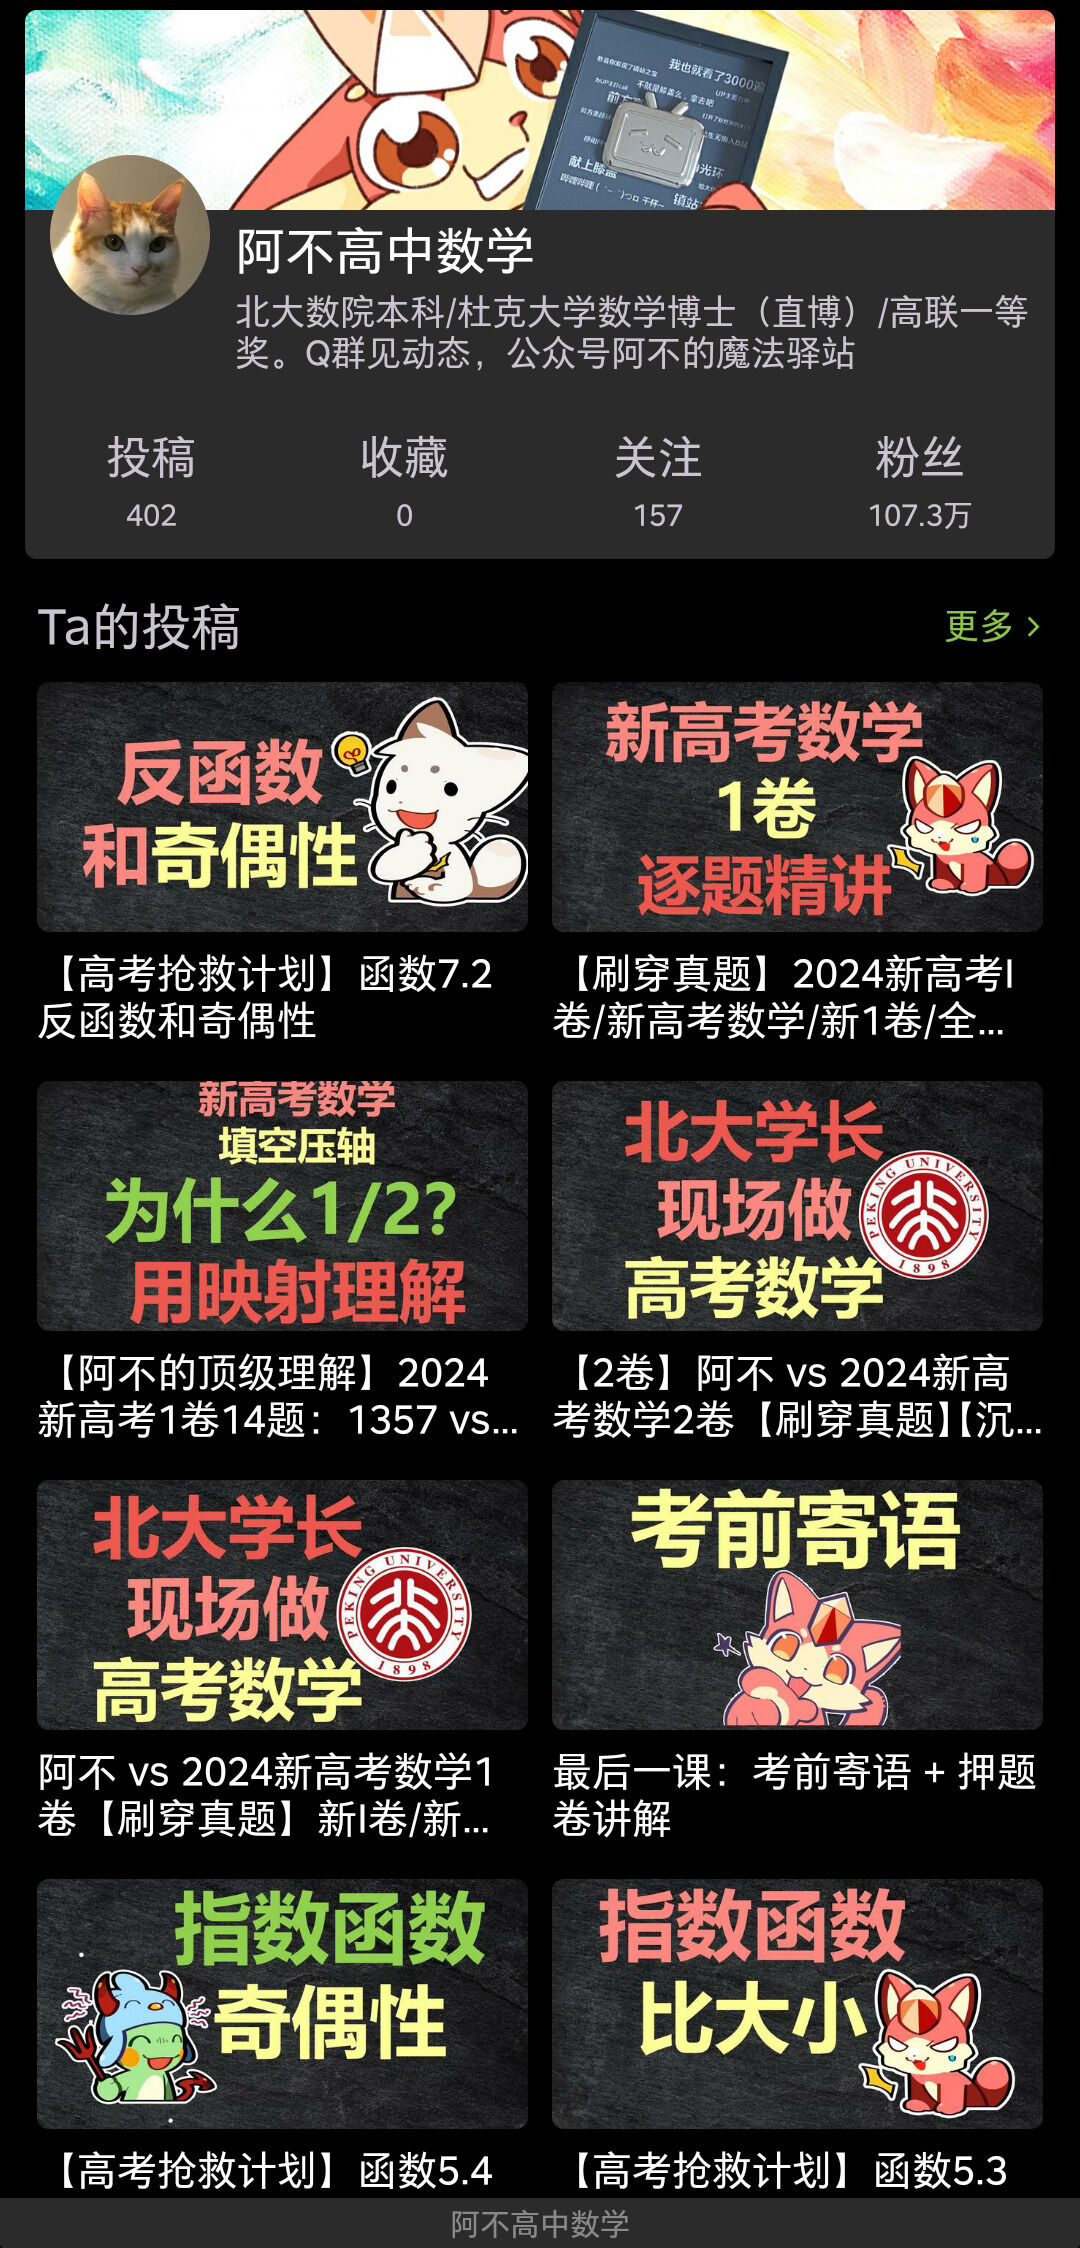 我也就看了3000遍
不就是膝盖么，拿去吧
献上膝盖
阿不高中数学
北大数院本科/杜克大学数学博士（直博）/高联一等
奖。Q群见动态，公众号阿不的魔法驿站
投稿 收藏 关注 粉丝
402 0 157 107.3万
Ta的投稿 更多 >
反函数
和奇偶性
新高考数学
1卷
逐题精讲
【高考抢救计划】函数7.2
反函数和奇偶性
【刷穿真题】2024新高考I
卷/新高考数学/新1卷/全...
新高考数学
填空压轴
为什么1/2?
用映射理解
北大学长
现场做
高考数学
PEKING UNIVERSITY
1898
【阿不的顶级理解】2024
新高考1卷14题：1357 vs...
【2卷】阿不 vs 2024新高
考数学2卷【刷穿真题】【沉...
北大学长
现场做
高考数学
PEKING UNIVERSITY
1898
考前寄语
阿不 vs 2024新高考数学1
卷【刷穿真题】新I卷/新...
最后一课：考前寄语 + 押题
卷讲解
指数函数
奇偶性
指数函数
比大小
【高考抢救计划】函数5.4
【高考抢救计划】函数5.3
阿不高中数学